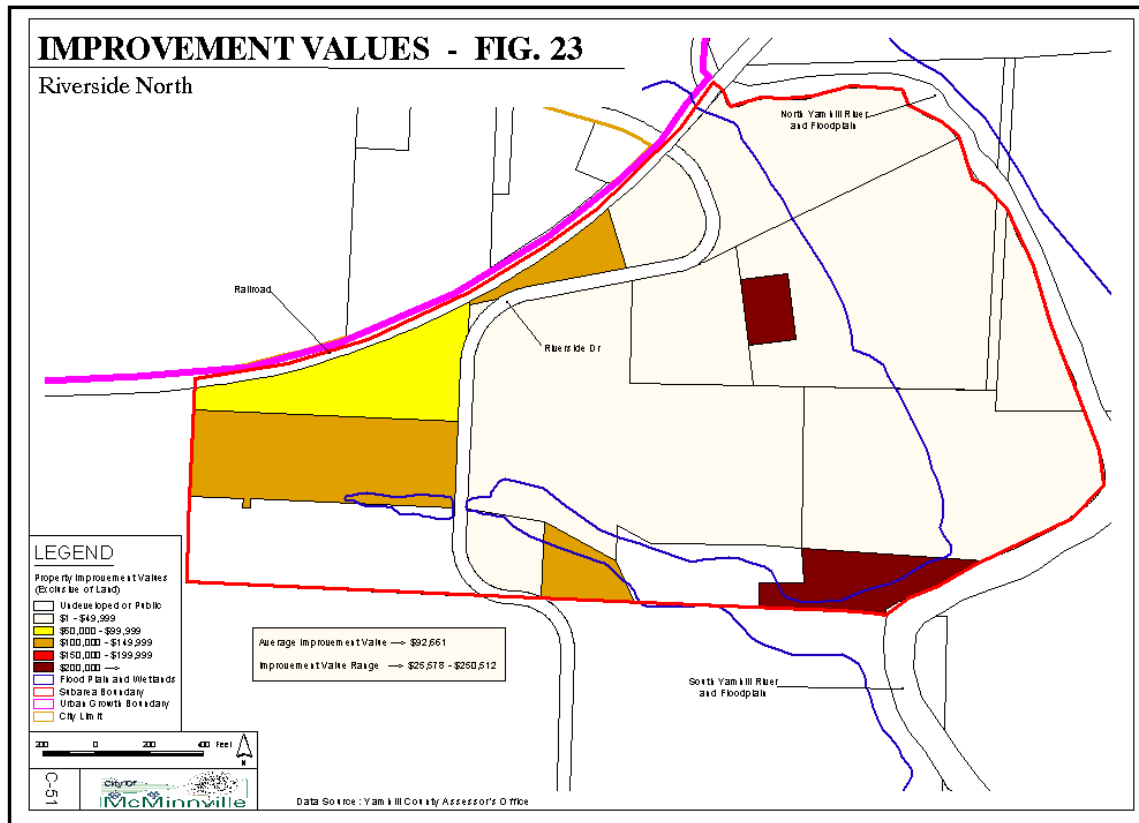 IMPROVEMENT VALUES - FIG. 23
Riverside North
North Yamhill River
and Floodplain
Railroad
Riverside Dr
LEGEND
Property Improvement Values
(Exclusive of Land)
Undeveloped or Public
$1 - $49,999
$50,000 - $99,999
$100,000 - $149,999
$150,000 - $199,999
$200,000 →
Flood Plain and Wetlands
Subarea Boundary
Urban Growth Boundary
City Limit
Average Improvement Value → $92,661
Improvement Value Range → $25,578 - $250,512
South Yamhill River
and Floodplain
200 0 200 400 Feet
N
C-51
City Of
McMinnville
Data Source : Yamhill County Assessor's Office